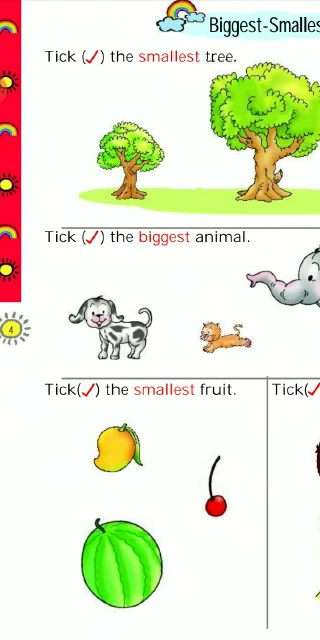 Biggest-Smalles
Tick (✓) the smallest tree.
Tick (✓) the biggest animal.
4
Tick(✓) the smallest fruit.
Tick(✓